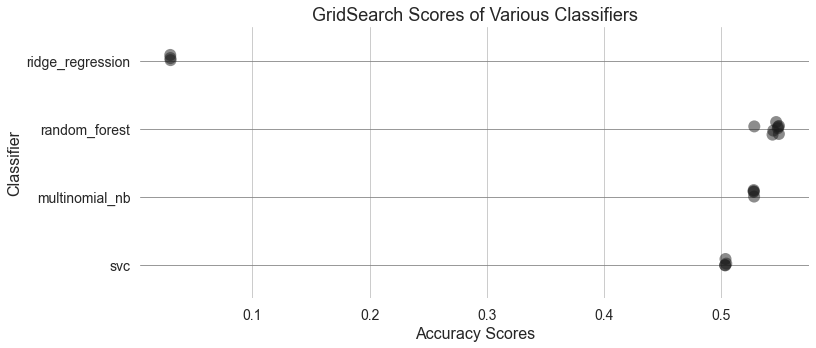 GridSearch Scores of Various Classifiers
Classifier
ridge_regression
random_forest
multinomial_nb
svc
0.1 0.2 0.3 0.4 0.5
Accuracy Scores